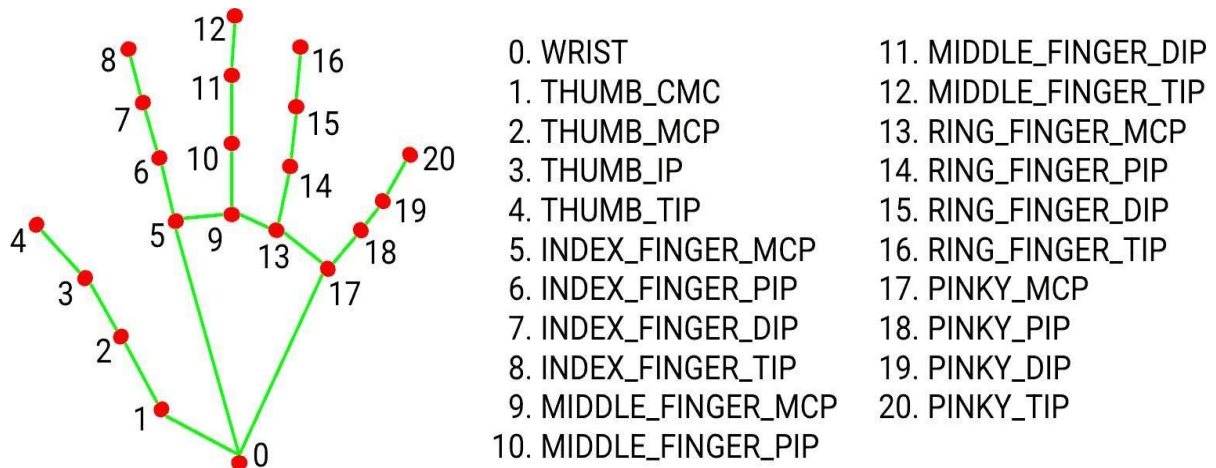 12
8
16
11
7
15
6
10
20
14
4
19
5
9
13
18
3
17
2
1
0
0. WRIST
1. THUMB_CMC
2. THUMB_MCP
3. THUMB_IP
4. THUMB_TIP
5. INDEX_FINGER_MCP
6. INDEX_FINGER_PIP
7. INDEX_FINGER_DIP
8. INDEX_FINGER_TIP
9. MIDDLE_FINGER_MCP
10. MIDDLE_FINGER_PIP
11. MIDDLE_FINGER_DIP
12. MIDDLE_FINGER_TIP
13. RING_FINGER_MCP
14. RING_FINGER_PIP
15. RING_FINGER_DIP
16. RING_FINGER_TIP
17. PINKY_MCP
18. PINKY_PIP
19. PINKY_DIP
20. PINKY_TIP